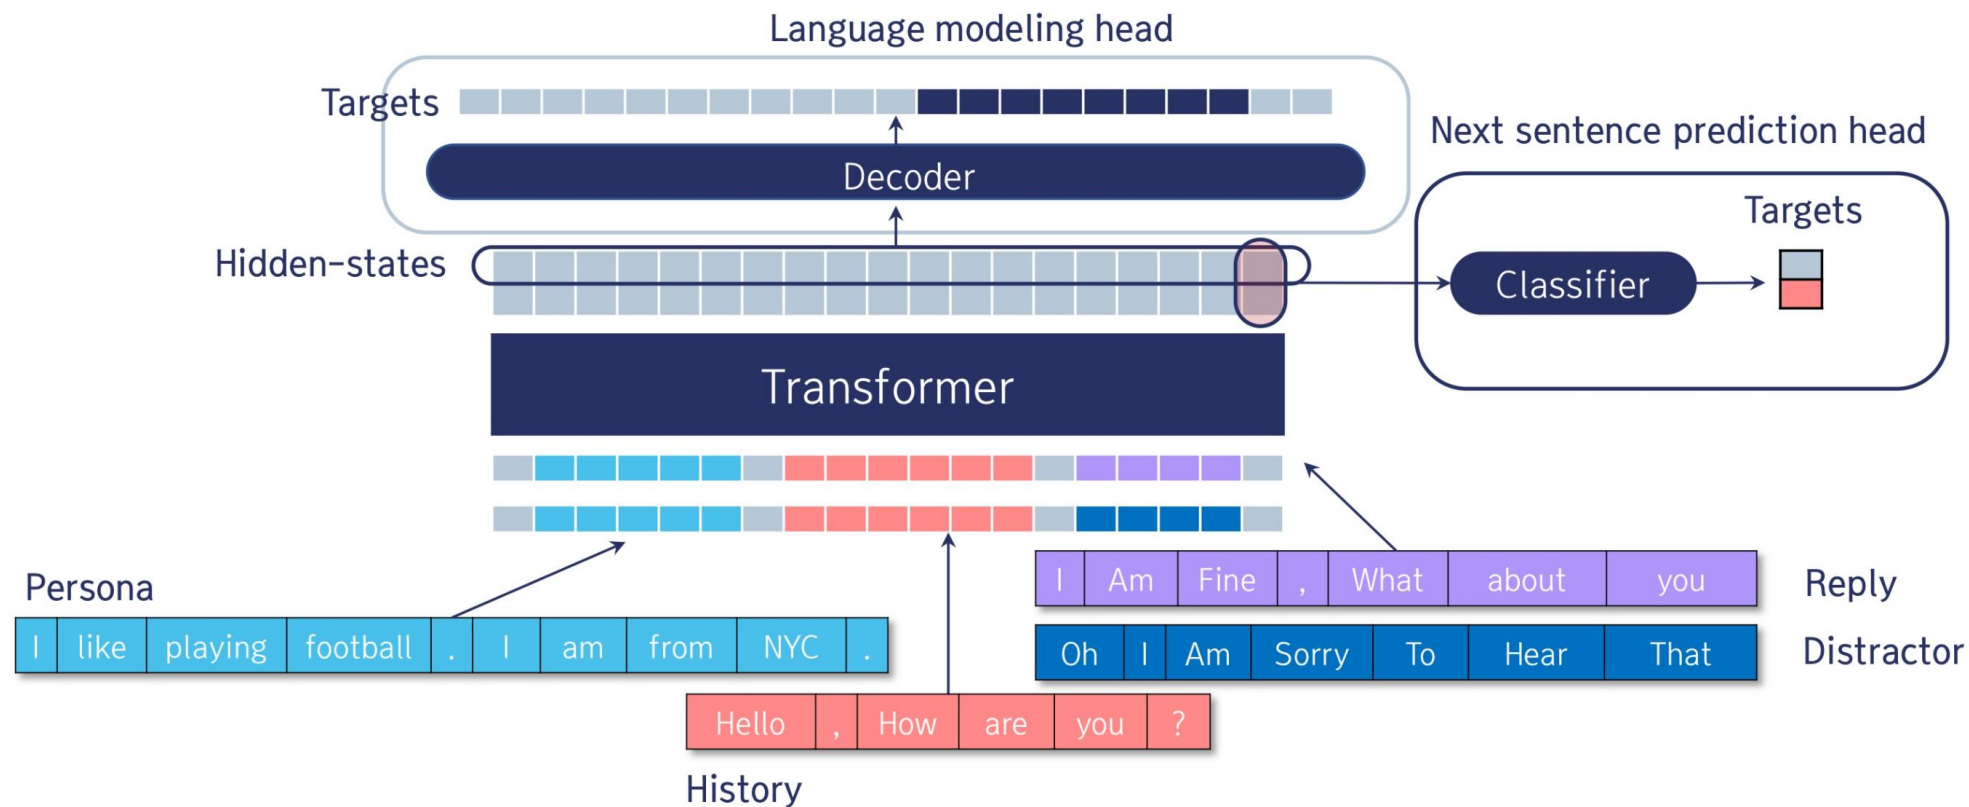 Language modeling head
Targets
Next sentence prediction head
Decoder
Targets
Hidden-states
Classifier
Transformer
Persona
I like playing football . I am from NYC .
I Am Fine , What about you
Reply
Oh I Am Sorry To Hear That
Distractor
Hello , How are you ?
History